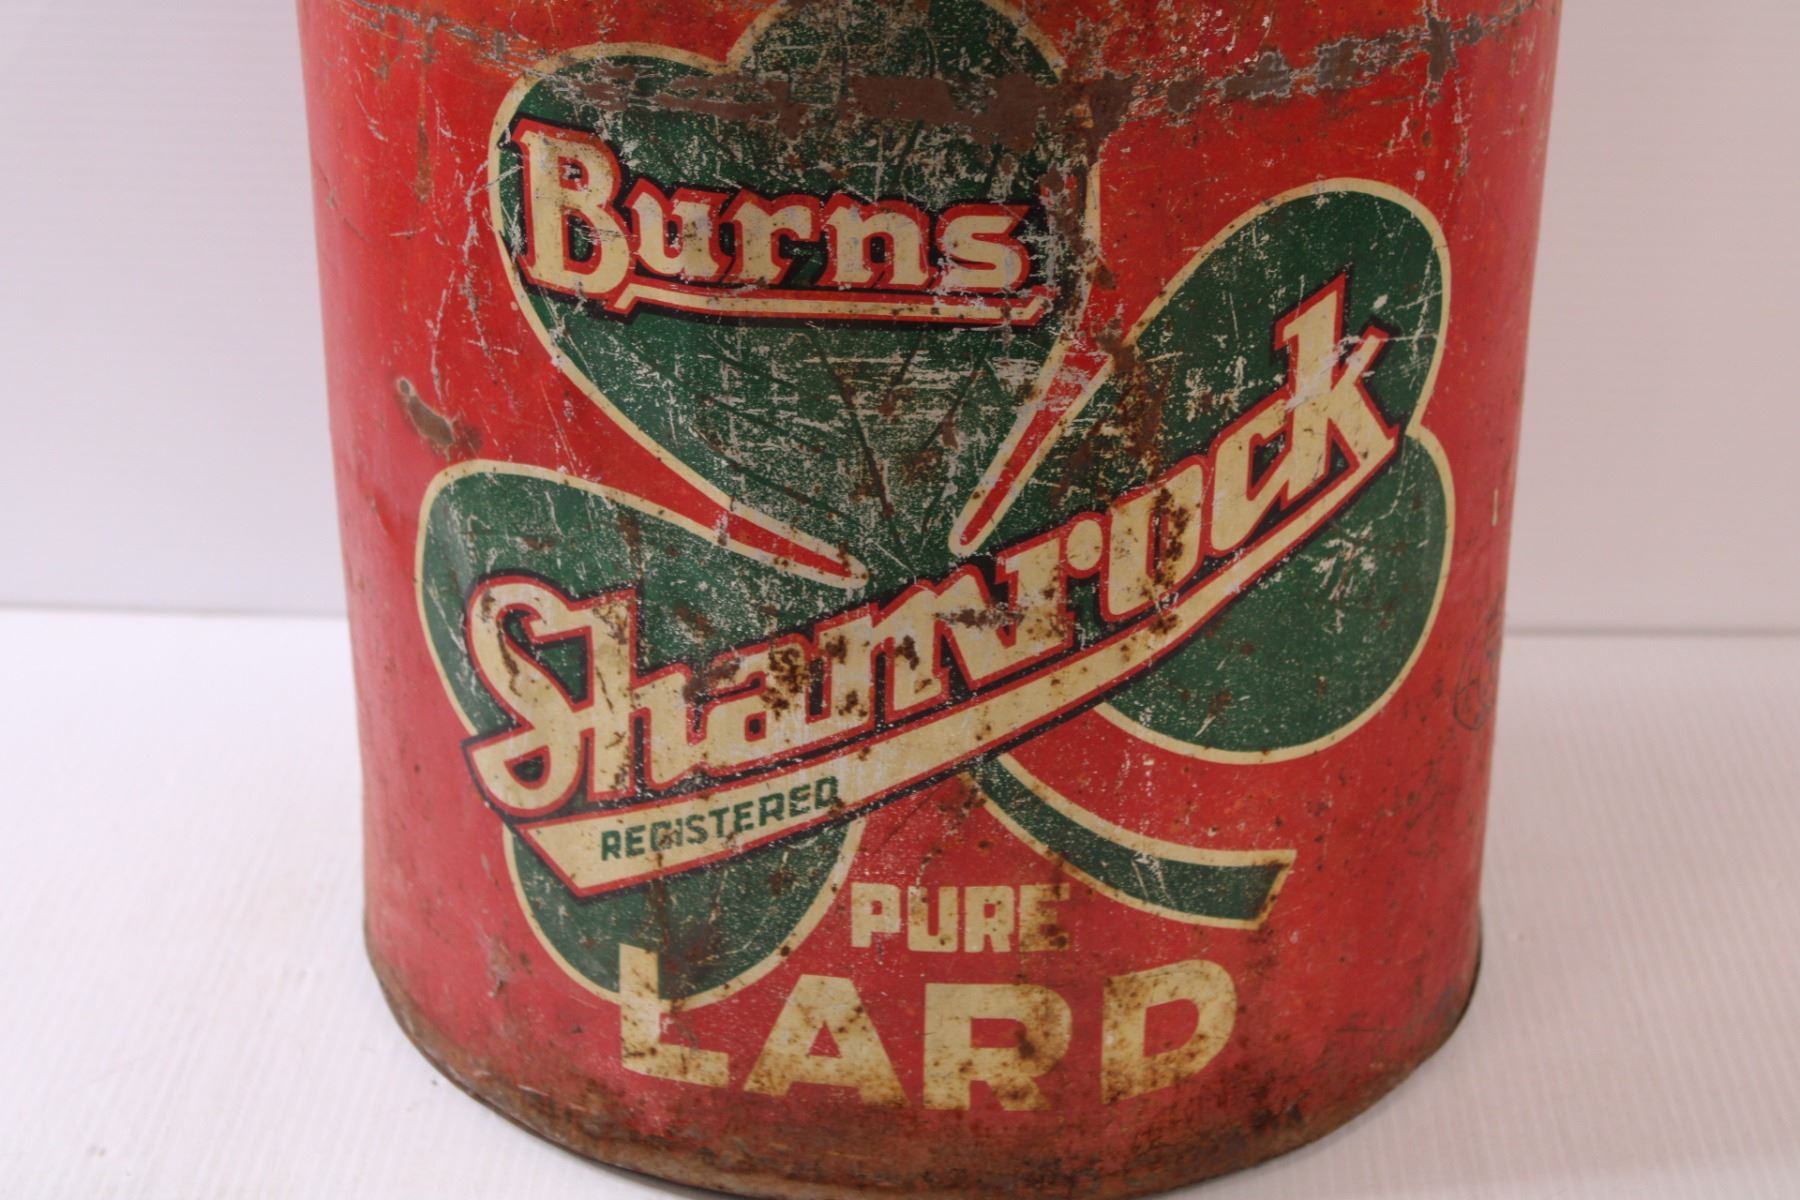 Burns
Shamrock
REGISTERED
PURE
LARD